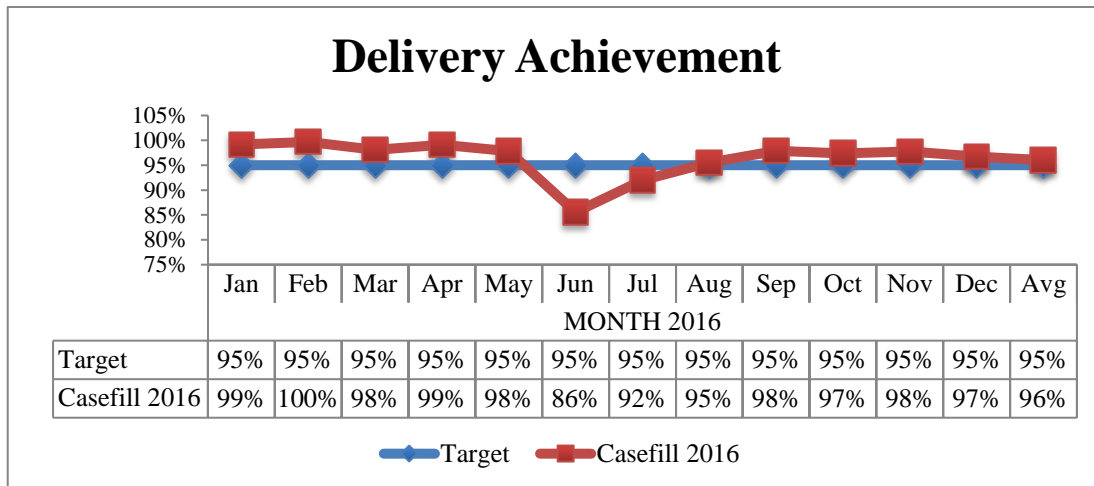 Delivery Achievement
105%
100%
95%
90%
85%
80%
75%
Jan Feb Mar Apr May Jun Jul Aug Sep Oct Nov Dec Avg
MONTH 2016
Target 95% 95% 95% 95% 95% 95% 95% 95% 95% 95% 95% 95% 95%
Casefill 2016 99% 100% 98% 99% 98% 86% 92% 95% 98% 97% 98% 97% 96%
Target Casefill 2016